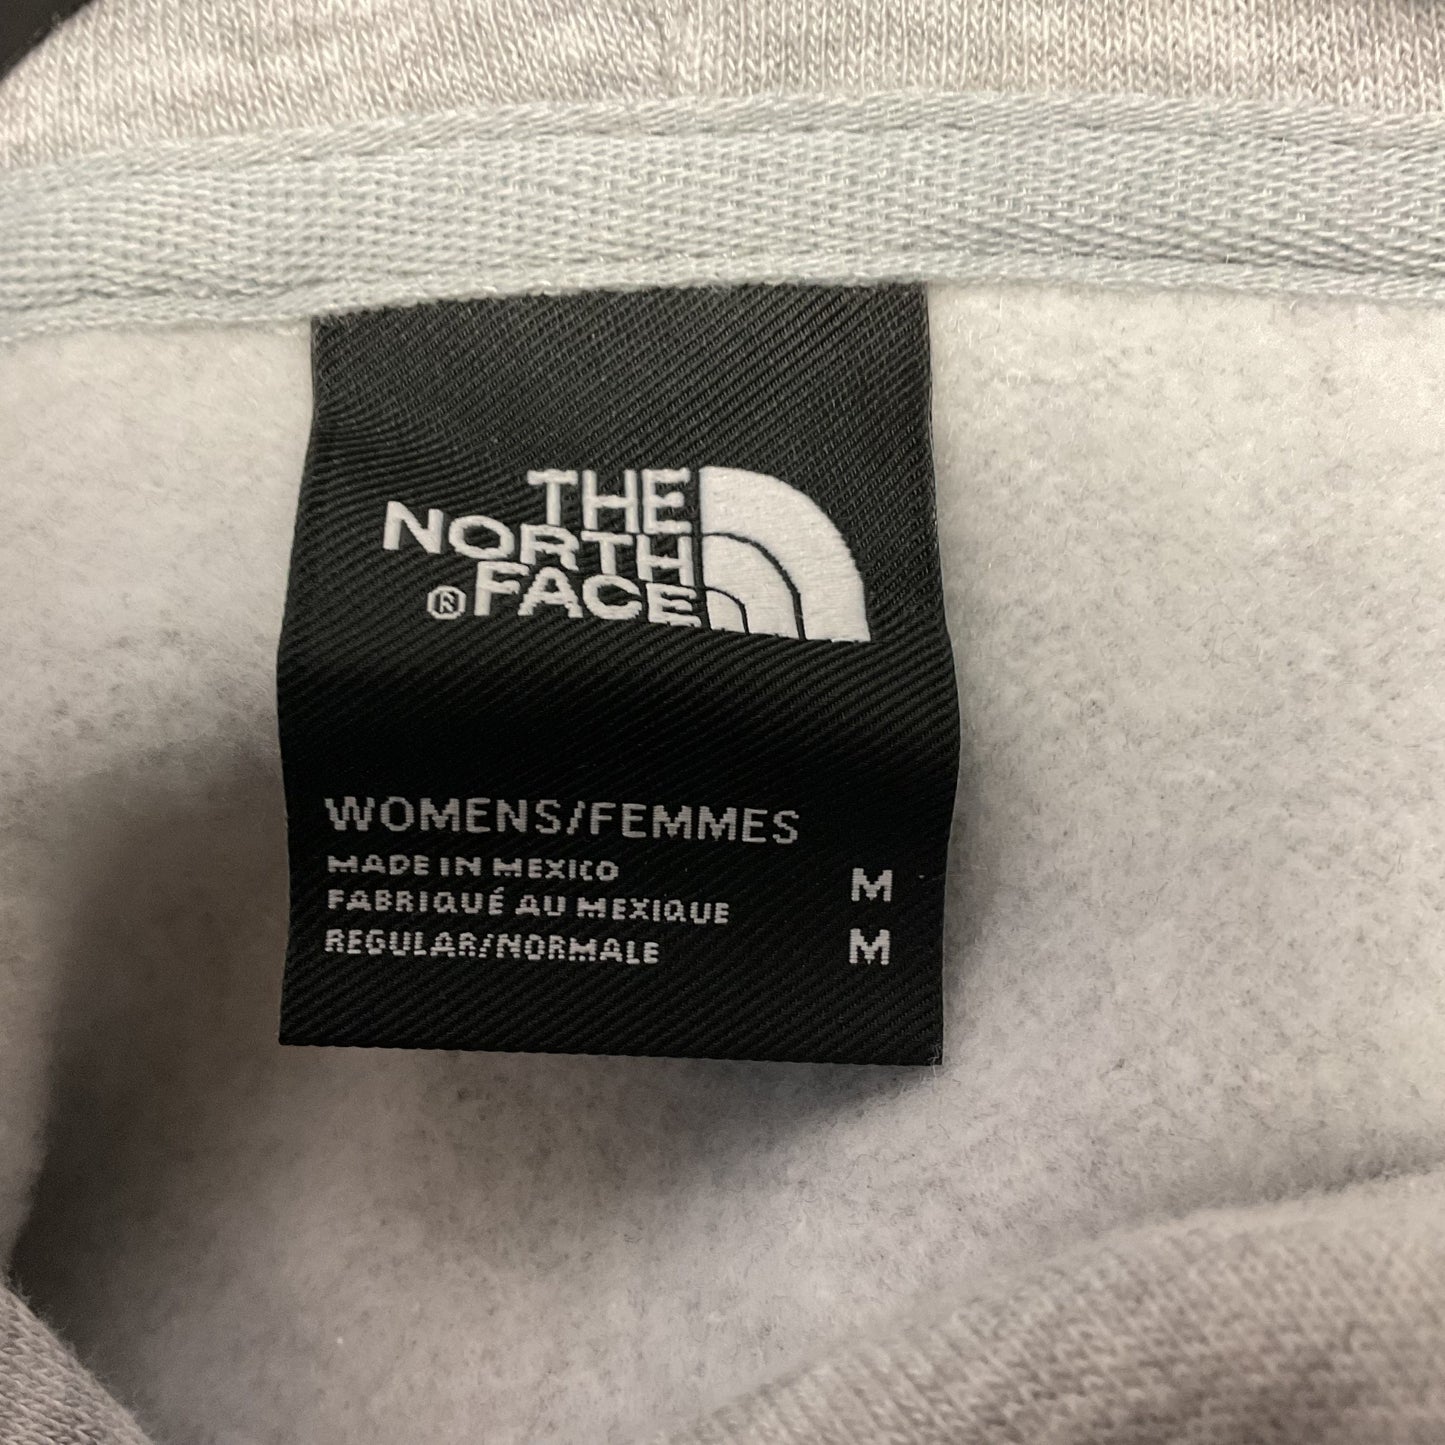 THE
NORTH
®FACE
WOMENS/FEMMES
MADE IN MEXICO M
FABRIQUÉ AU MEXIQUE
REGULAR/NORMALE M